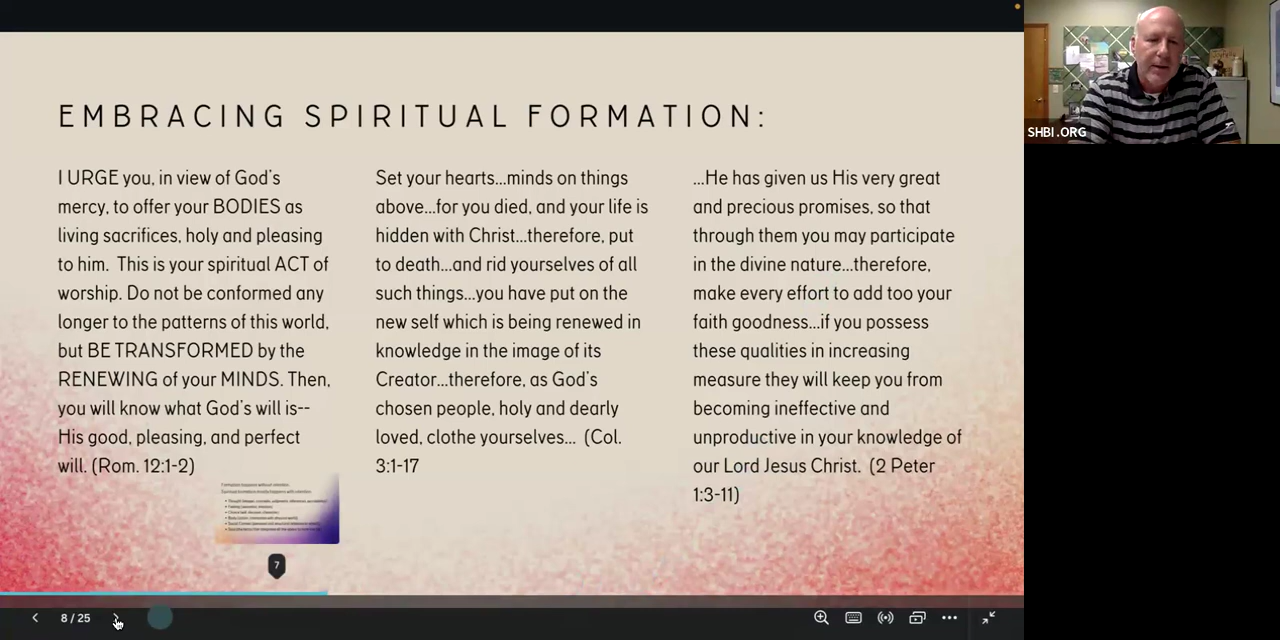 EMBRACING SPIRITUAL FORMATION:
I URGE you, in view of God's
mercy, to offer your BODIES as
living sacrifices, holy and pleasing
to him. This is your spiritual ACT of
worship. Do not be conformed any
longer to the patterns of this world,
but BE TRANSFORMED by the
RENEWING of your MINDS. Then,
you will know what God's will is--
His good, pleasing, and perfect
will. (Rom. 12:1-2)
Set your hearts...minds on things
above...for you died, and your life is
hidden with Christ...therefore, put
to death...and rid yourselves of all
such things...you have put on the
new self which is being renewed in
knowledge in the image of its
Creator...therefore, as God's
chosen people, holy and dearly
loved, clothe yourselves... (Col.
3:1-17
...He has given us His very great
and precious promises, so that
through them you may participate
in the divine nature...therefore,
make every effort to add too your
faith goodness...if you possess
these qualities in increasing
measure they will keep you from
becoming ineffective and
unproductive in your knowledge of
our Lord Jesus Christ. (2 Peter
1:3-11)
7
8 / 25
SHBI.ORG